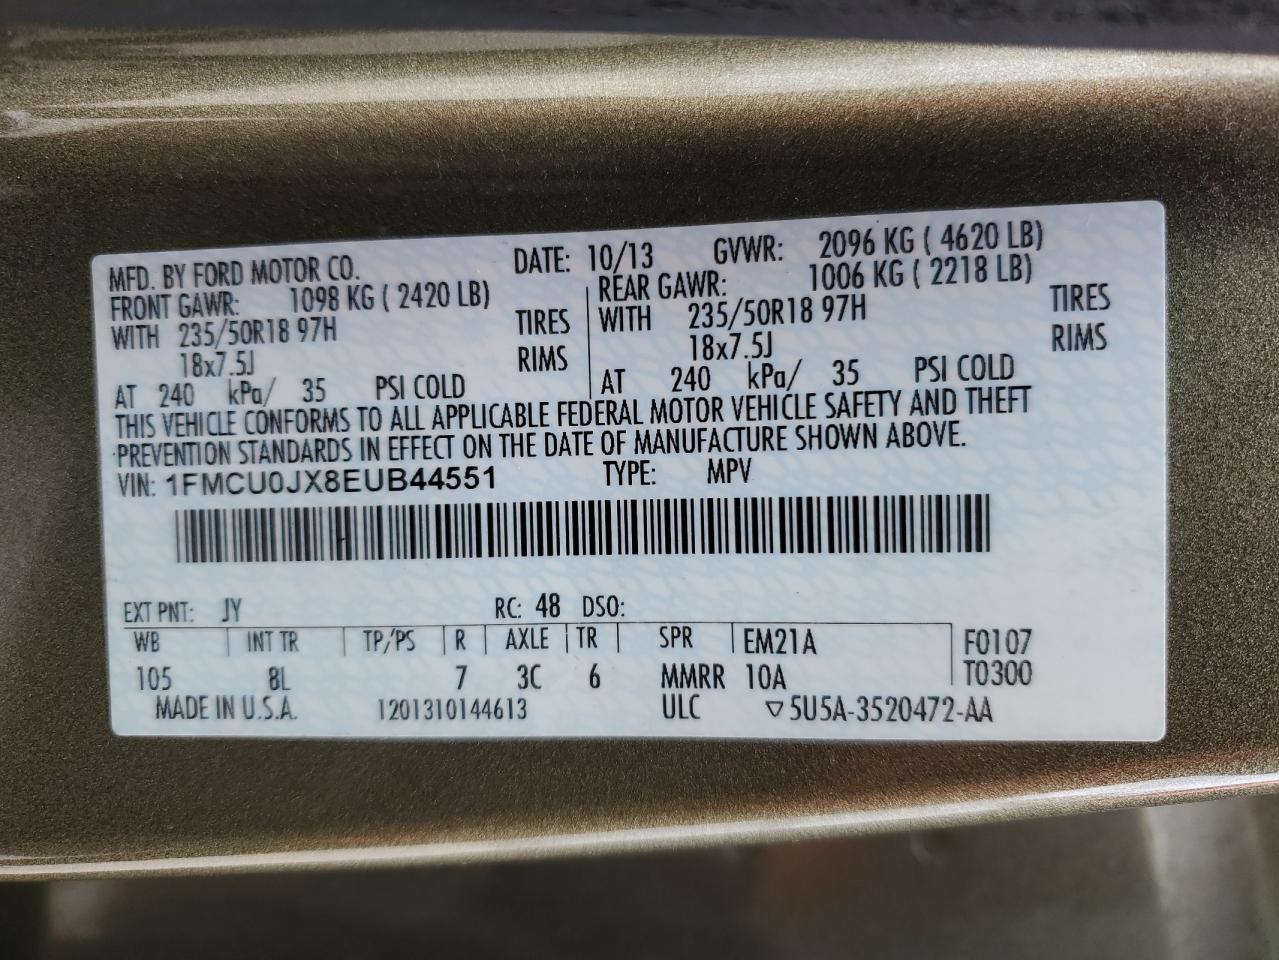 MFD. BY FORD MOTOR CO. DATE: 10/13 GVWR: 2096 KG ( 4620 LB)
FRONT GAWR: 1098 KG ( 2420 LB) REAR GAWR: 1006 KG ( 2218 LB)
WITH 235/50R18 97H TIRES WITH 235/50R18 97H TIRES
18x7.5J RIMS 18x7.5J RIMS
AT 240 kPa/ 35 PSI COLD AT 240 kPa/ 35 PSI COLD
THIS VEHICLE CONFORMS TO ALL APPLICABLE FEDERAL MOTOR VEHICLE SAFETY AND THEFT
PREVENTION STANDARDS IN EFFECT ON THE DATE OF MANUFACTURE SHOWN ABOVE.
VIN: 1FMCU0JX8EUB44551 TYPE: MPV
EXT PNT: JY RC: 48 DSO:
WB INT TR TP/PS R AXLE TR SPR EM21A F0107
105 8L 7 3C 6 MMRR 10A T0300
MADE IN U.S.A. 1201310144613 ULC ▽5U5A-3520472-AA